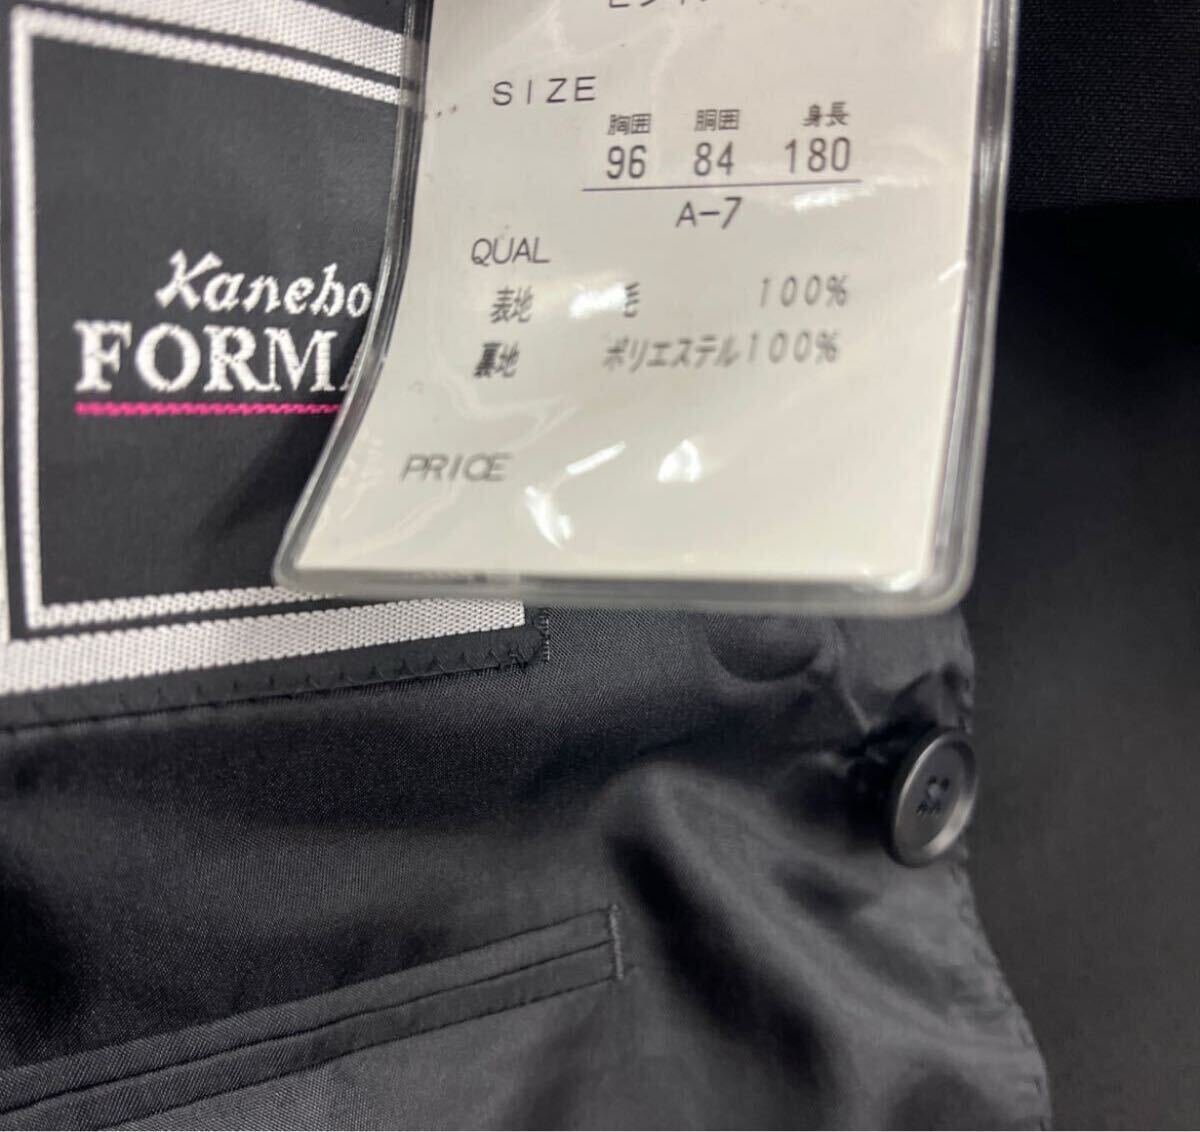 Kanebo
FORMA
SIZE
胸囲 胴囲 身長
96 84 180
A-7
QUAL
表地 毛 100%
裏地 ポリエステル100%
PRICE